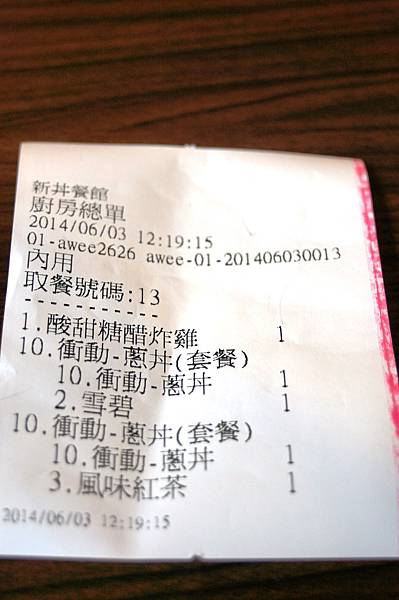 新丼餐館
廚房總單
2014/06/03 12:19:15
01-awee2626 awee-01-201406030013
內用
取餐號碼:13
-----------
1.酸甜糖醋炸雞 1
10.衝動-蔥丼(套餐)
10.衝動-蔥丼 1
2.雪碧 1
10.衝動-蔥丼(套餐)
10.衝動-蔥丼 1
3.風味紅茶 1
2014/06/03 12:19:15